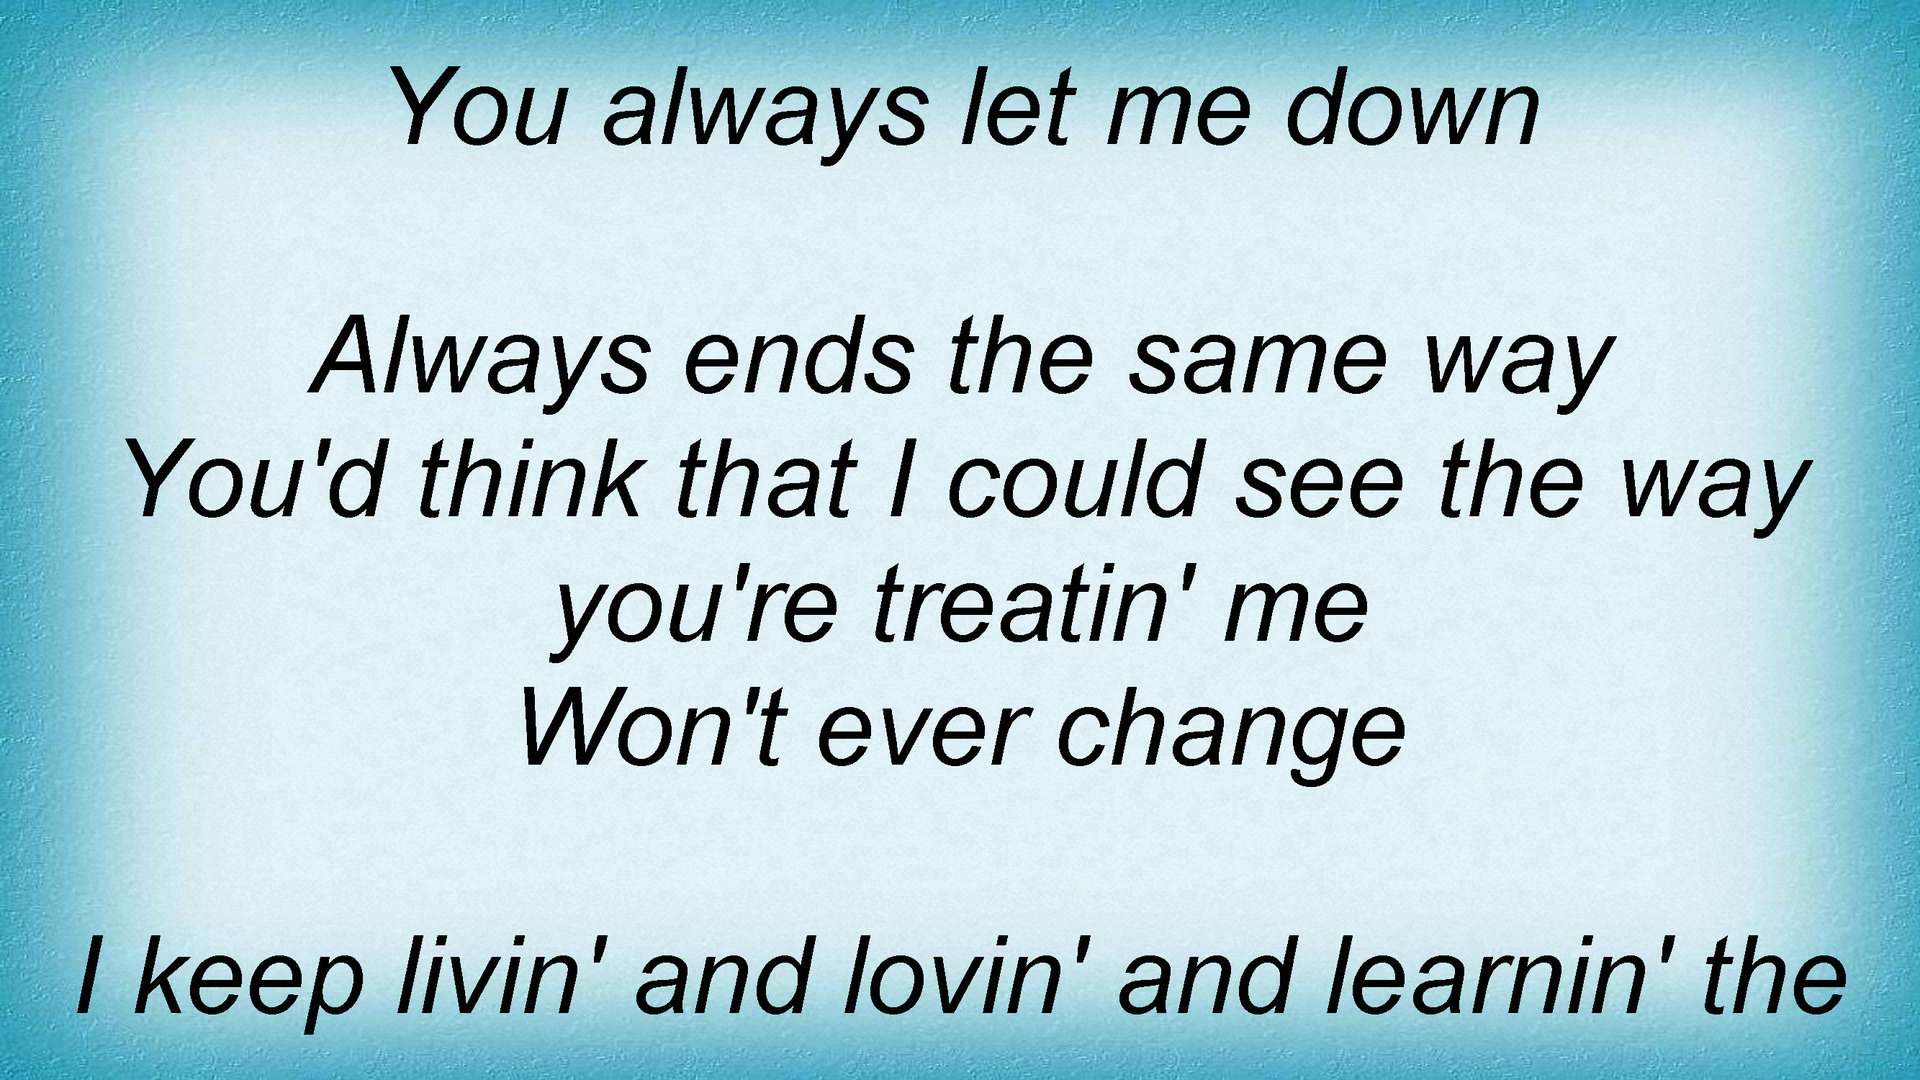 You always let me down
Always ends the same way
You'd think that I could see the way
you're treatin' me
Won't ever change
I keep livin' and lovin' and learnin' the